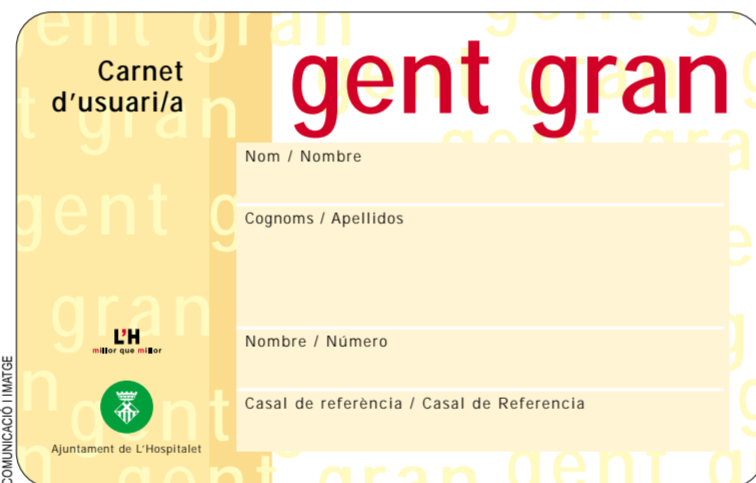 Carnet
d'usuari/a
gent gran
Nom / Nombre
Cognoms / Apellidos
Nombre / Número
Casal de referència / Casal de Referencia
L'H
millor que millor
Ajuntament de L'Hospitalet
COMUNICACIÓ I IMATGE